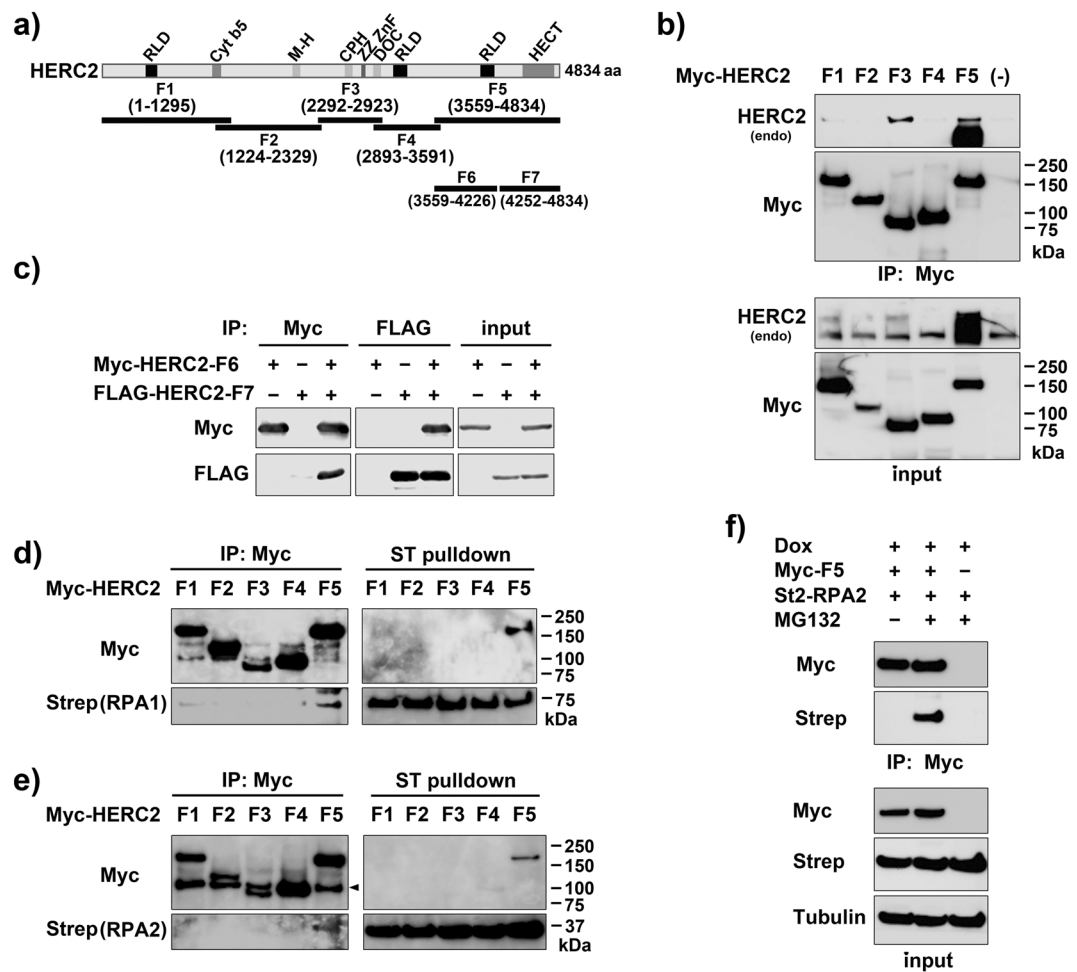 a)
RLD Cyt b5 M-H CPH ZZ ZnF DOC RLD RLD HECT
HERC2 4834 aa
F1 F3 F5
(1-1295) (2292-2923) (3559-4834)
F2 F4
(1224-2329) (2893-3591)
F6 F7
(3559-4226) (4252-4834)
b)
Myc-HERC2 F1 F2 F3 F4 F5 (-)
HERC2
(endo)
Myc
250
150
100
75
kDa
IP: Myc
HERC2
(endo)
Myc
250
150
100
75
kDa
input
c)
IP: Myc FLAG input
Myc-HERC2-F6 + – + + – + + – +
FLAG-HERC2-F7 – + + – + + – + +
Myc
FLAG
d)
IP: Myc ST pulldown
Myc-HERC2 F1 F2 F3 F4 F5 F1 F2 F3 F4 F5
Myc
250
150
100
75
Strep(RPA1)
75
kDa
e)
IP: Myc ST pulldown
Myc-HERC2 F1 F2 F3 F4 F5 F1 F2 F3 F4 F5
Myc
250
150
100
75
Strep(RPA2)
37
kDa
f)
Dox + + +
Myc-F5 + + –
St2-RPA2 + + +
MG132 – + +
Myc
Strep
IP: Myc
Myc
Strep
Tubulin
input